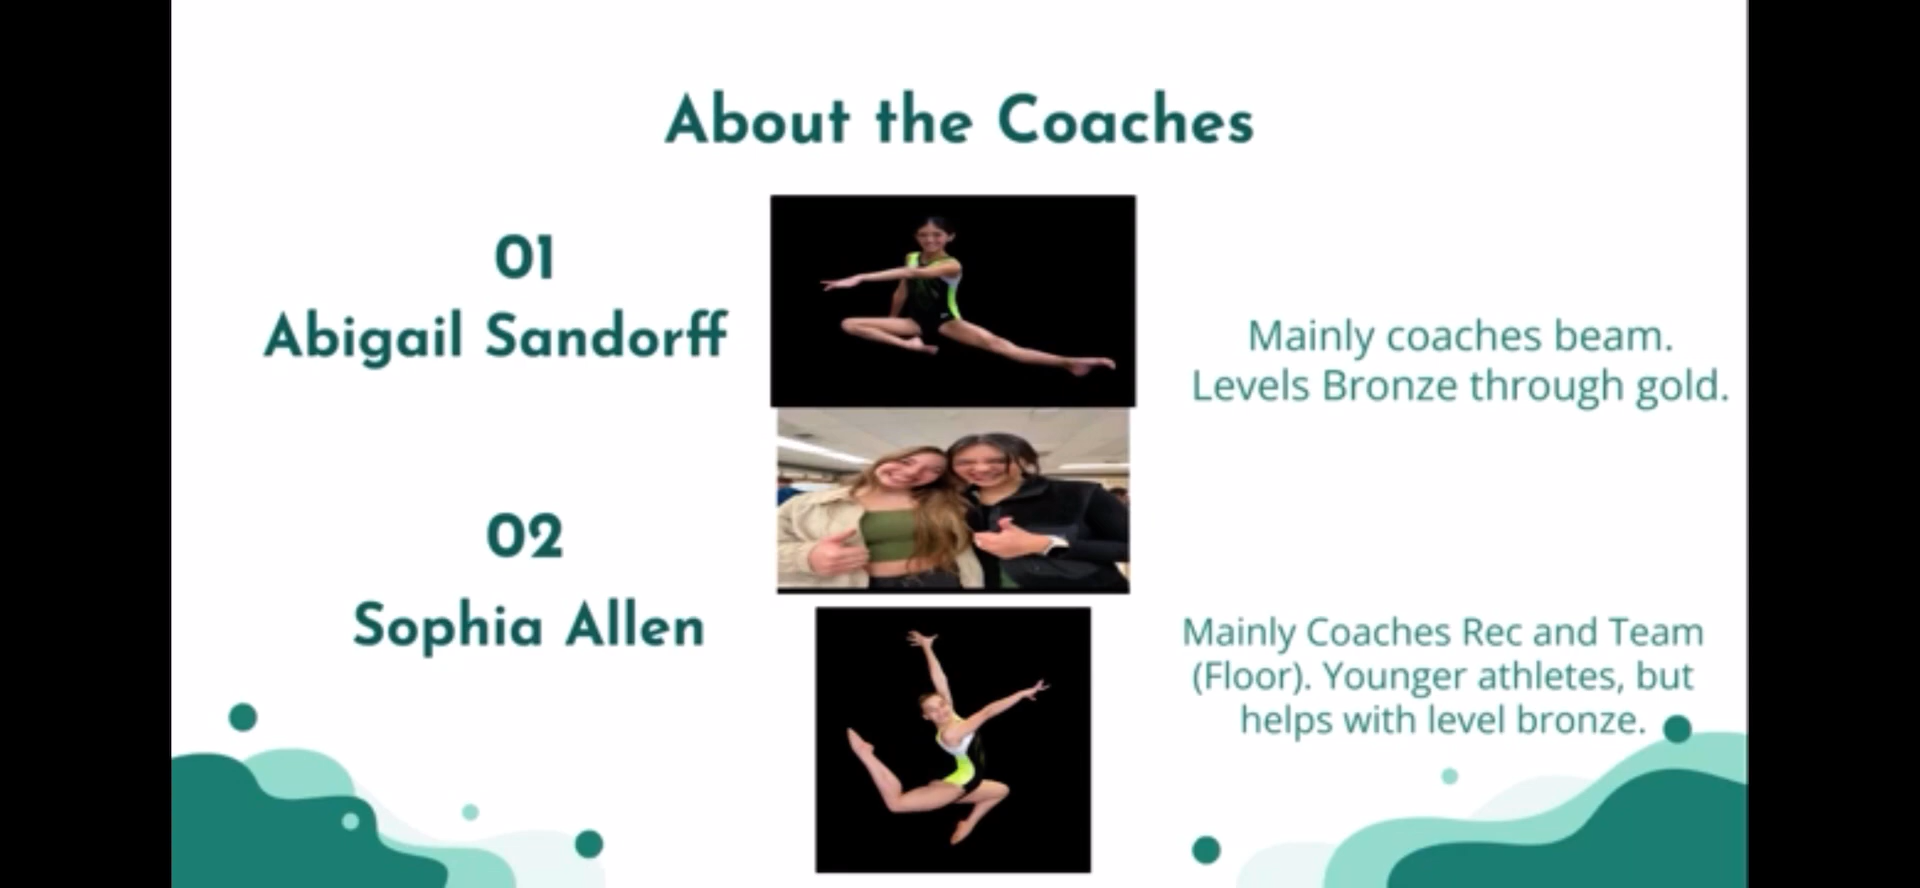 About the Coaches
01
Abigail Sandorff
Mainly coaches beam.
Levels Bronze through gold.
02
Sophia Allen
Mainly Coaches Rec and Team
(Floor). Younger athletes, but
helps with level bronze.